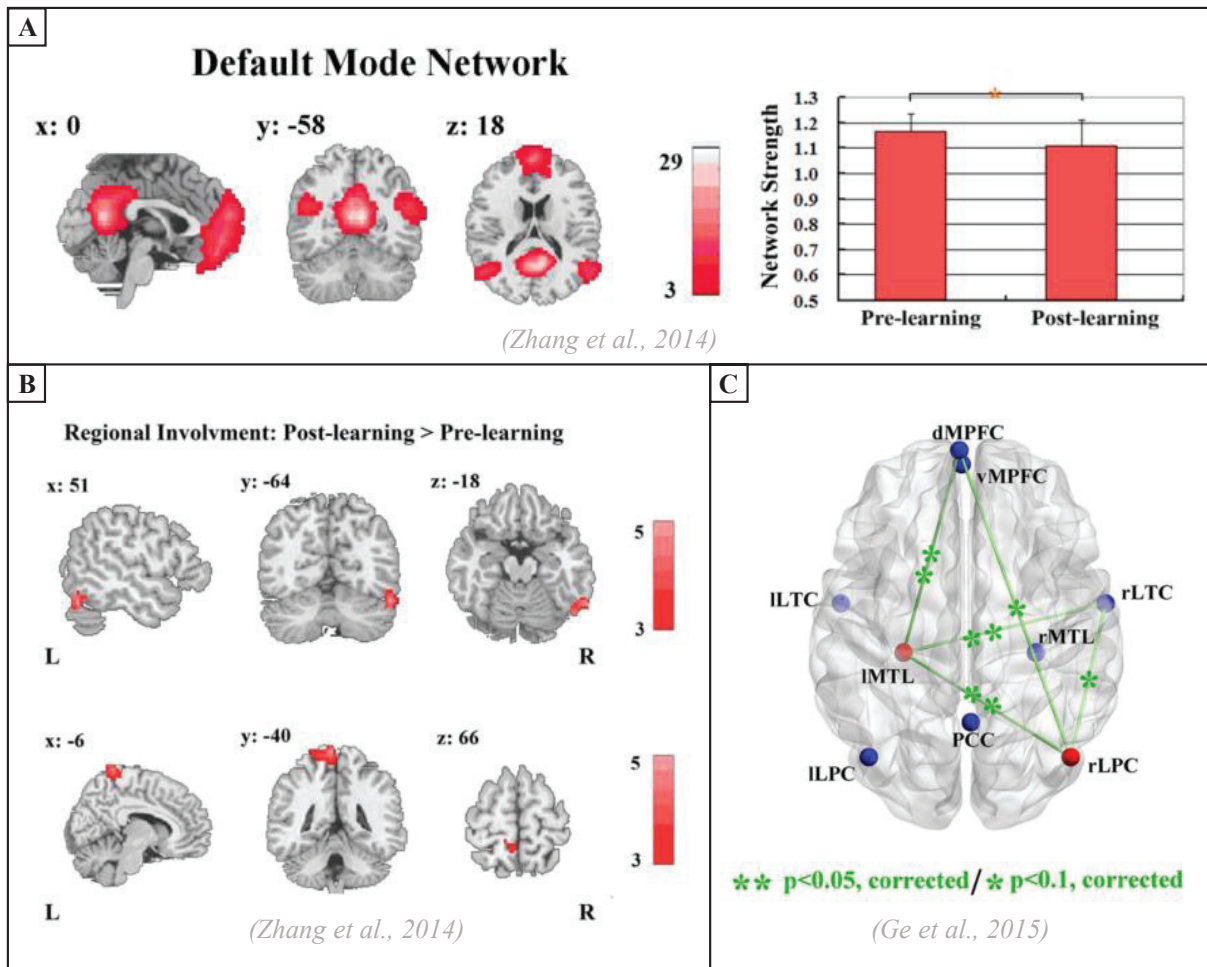 A
Default Mode Network
x: 0
y: -58
z: 18
29
3
Network Strength
1.3
1.2
1.1
1.0
0.9
0.8
0.7
0.6
0.5
*
Pre-learning
Post-learning
(Zhang et al., 2014)
B
Regional Involvment: Post-learning > Pre-learning
x: 51
y: -64
z: -18
5
3
L
R
x: -6
y: -40
z: 66
5
3
L
R
(Zhang et al., 2014)
C
dMPFC
vMPFC
lLTC
rLTC
rMTL
lMTL
PCC
lLPC
rLPC
** p<0.05, corrected / * p<0.1, corrected
(Ge et al., 2015)